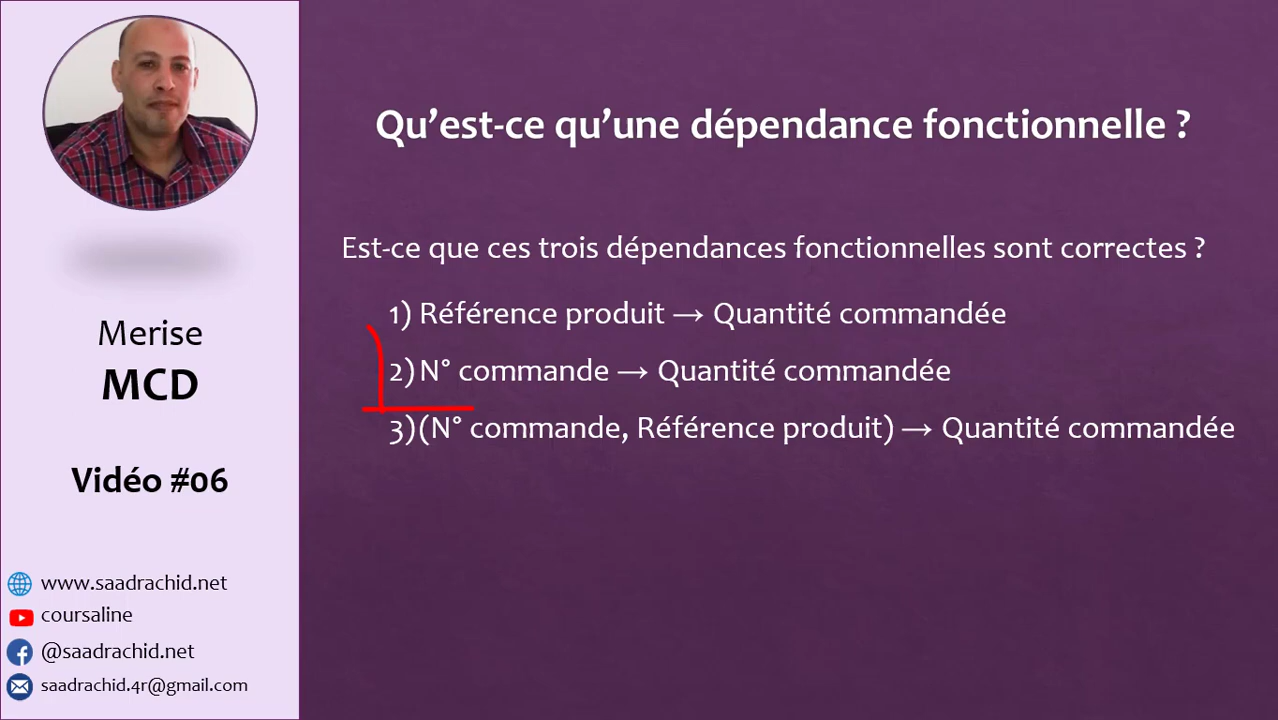 Qu’est-ce qu’une dépendance fonctionnelle ?
Est-ce que ces trois dépendances fonctionnelles sont correctes ?
1) Référence produit → Quantité commandée
2) N° commande → Quantité commandée
3) (N° commande, Référence produit) → Quantité commandée
Merise
MCD
Vidéo #06
www.saadrachid.net
coursaline
@saadrachid.net
saadrachid.4r@gmail.com